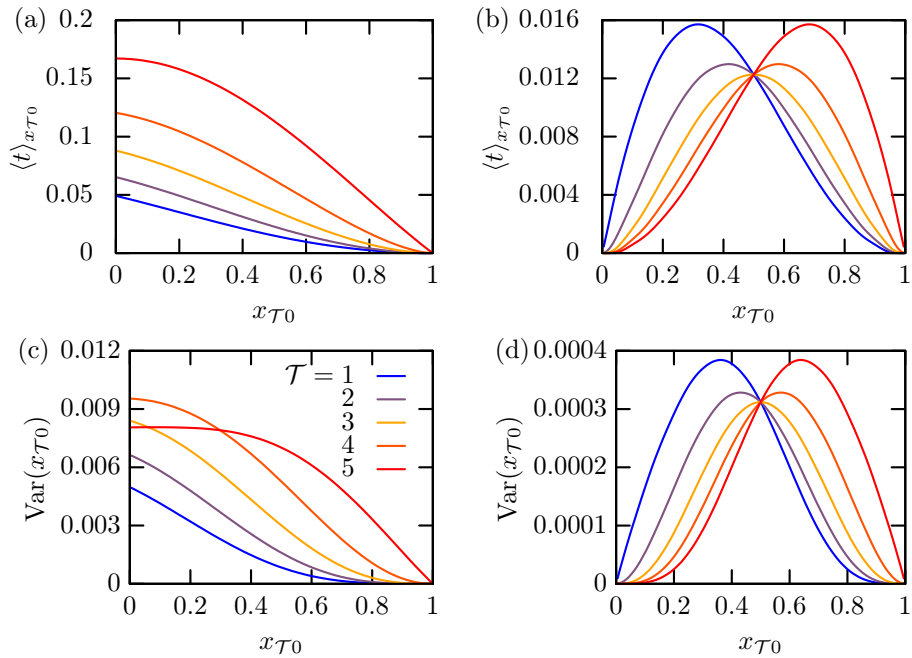 (a)
0.2
0.15
0.1
0.05
0
⟨t⟩x𝒯0
0 0.2 0.4 0.6 0.8 1
x𝒯0
(b)
0.016
0.012
0.008
0.004
0
⟨t⟩x𝒯0
0 0.2 0.4 0.6 0.8 1
x𝒯0
(c)
0.012
0.009
0.006
0.003
0
Var(x𝒯0)
𝒯 = 1
2
3
4
5
0 0.2 0.4 0.6 0.8 1
x𝒯0
(d)
0.0004
0.0003
0.0002
0.0001
0
Var(x𝒯0)
0 0.2 0.4 0.6 0.8 1
x𝒯0